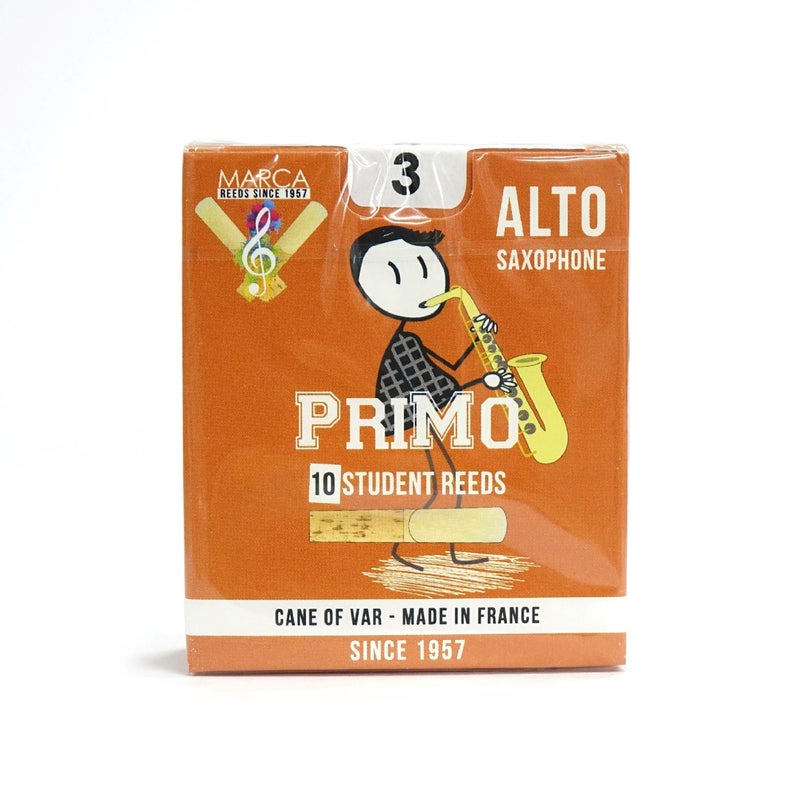 MARCA
REEDS SINCE 1957
3
ALTO
SAXOPHONE
PRIMO
10 STUDENT REEDS
CANE OF VAR - MADE IN FRANCE
SINCE 1957